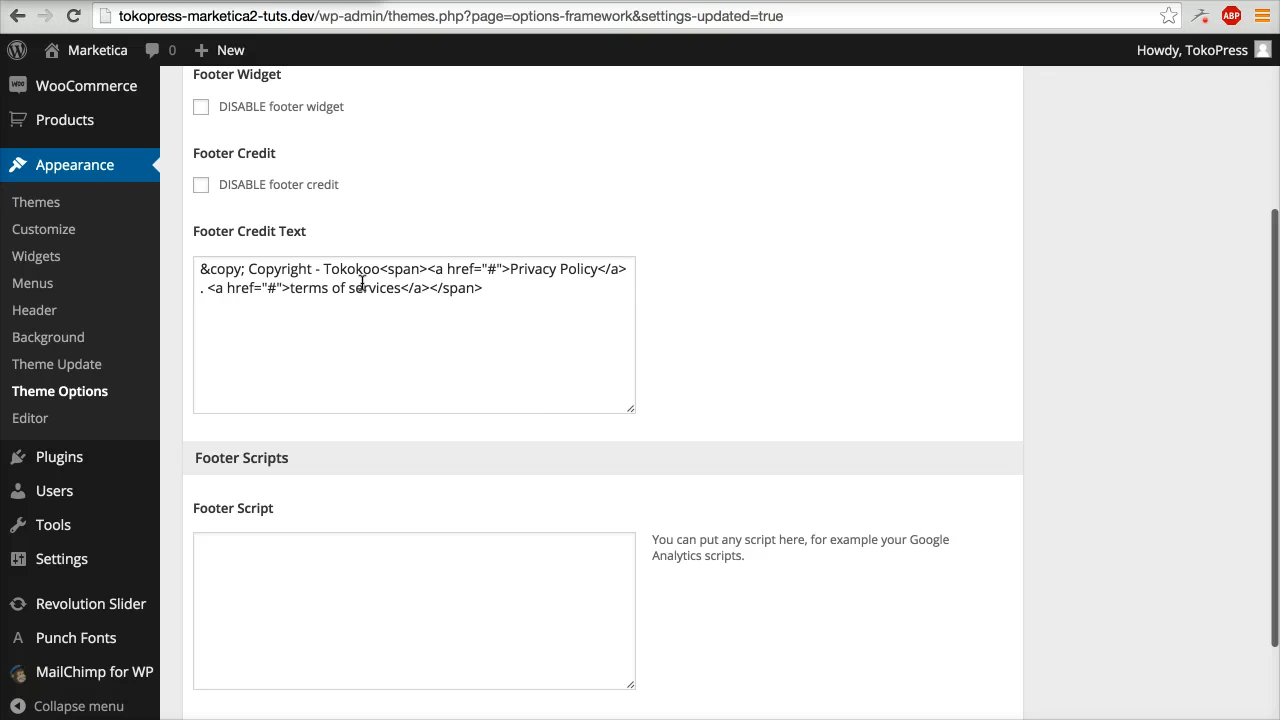 tokopress-marketica2-tuts.dev/wp-admin/themes.php?page=options-framework&settings-updated=true
ABP
Marketica
0
New
Howdy, TokoPress
WooCommerce
Products
Appearance
Themes
Customize
Widgets
Menus
Header
Background
Theme Update
Theme Options
Editor
Plugins
Users
Tools
Settings
Revolution Slider
Punch Fonts
MailChimp for WP
Collapse menu
Footer Widget
DISABLE footer widget
Footer Credit
DISABLE footer credit
Footer Credit Text
&copy; Copyright - Tokokoo<span><a href="#">Privacy Policy</a>
. <a href="#">terms of services</a></span>
Footer Scripts
Footer Script
You can put any script here, for example your Google
Analytics scripts.